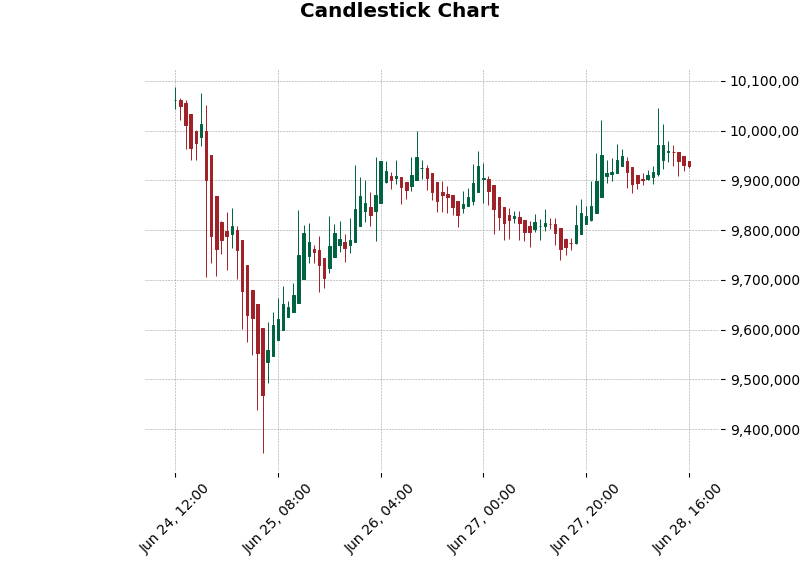 Candlestick Chart
10,100,00
10,000,00
9,900,000
9,800,000
9,700,000
9,600,000
9,500,000
9,400,000
Jun 24, 12:00
Jun 25, 08:00
Jun 26, 04:00
Jun 27, 00:00
Jun 27, 20:00
Jun 28, 16:00